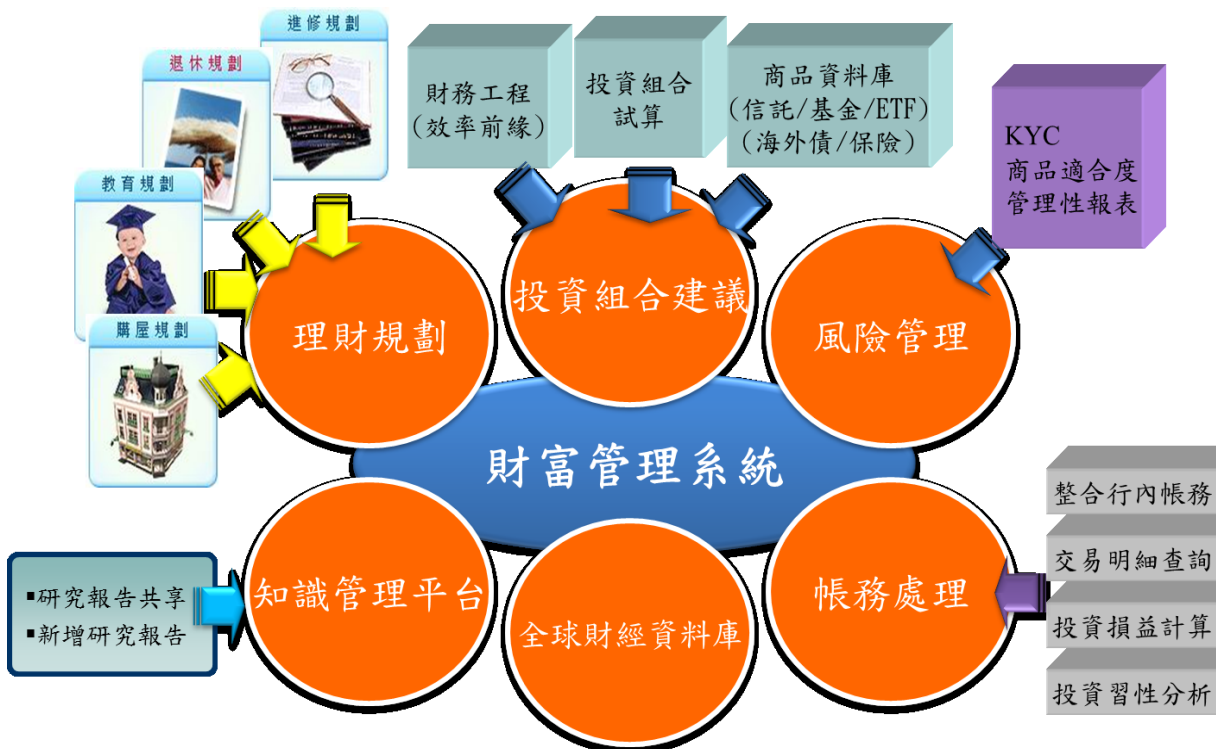 進修規劃
退休規劃
教育規劃
購屋規劃
財務工程
(效率前緣)
投資組合
試算
商品資料庫
(信託/基金/ETF)
(海外債/保險)
KYC
商品適合度
管理性報表
理財規劃
投資組合建議
風險管理
財富管理系統
知識管理平台
全球財經資料庫
帳務處理
▪研究報告共享
▪新增研究報告
整合行內帳務
交易明細查詢
投資損益計算
投資習性分析